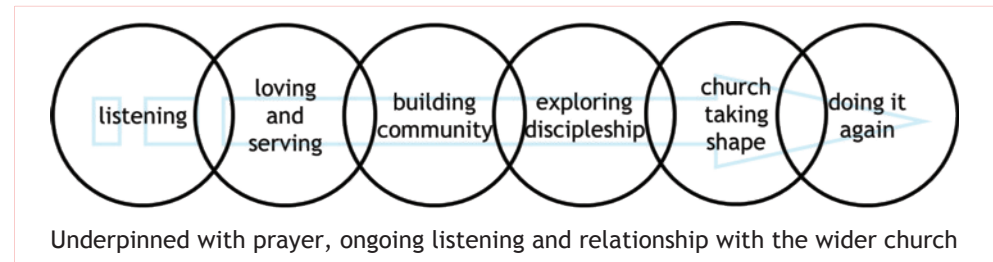 listening
loving
and
serving
building
community
exploring
discipleship
church
taking
shape
doing it
again
Underpinned with prayer, ongoing listening and relationship with the wider church